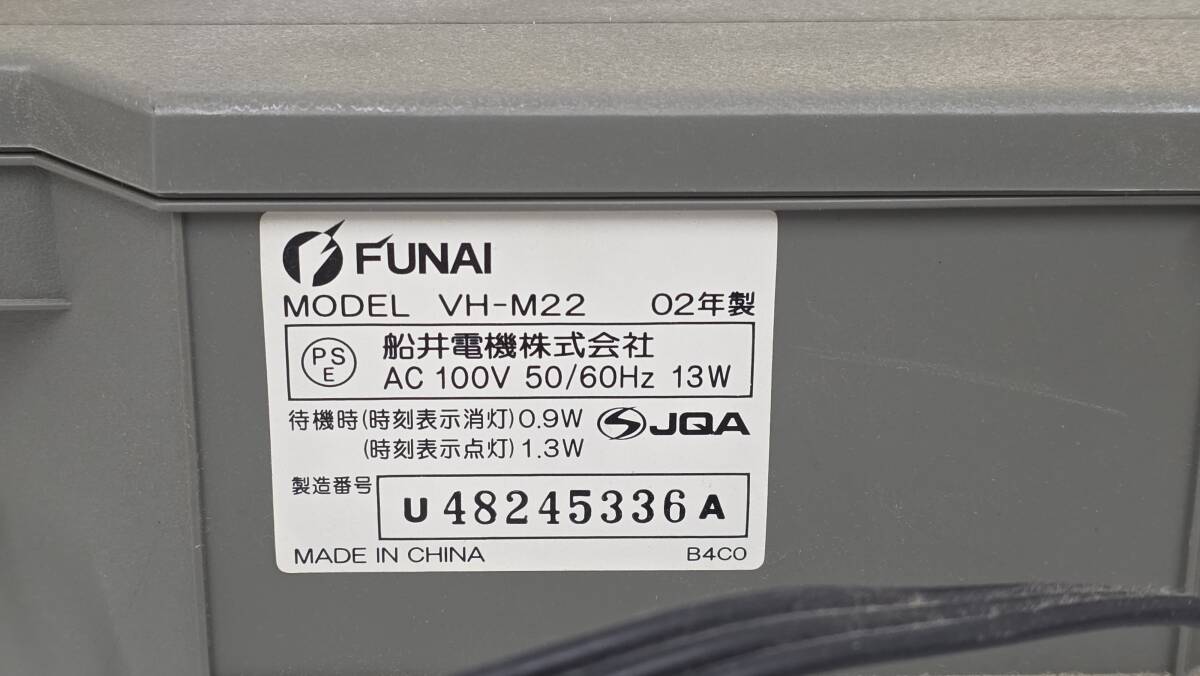 FUNAI
MODEL VH-M22 02年製
PS
E
船井電機株式会社
AC 100V 50/60Hz 13W
待機時(時刻表示消灯)0.9W
JQA
(時刻表示点灯)1.3W
製造番号
U 48245336 A
MADE IN CHINA B4C0